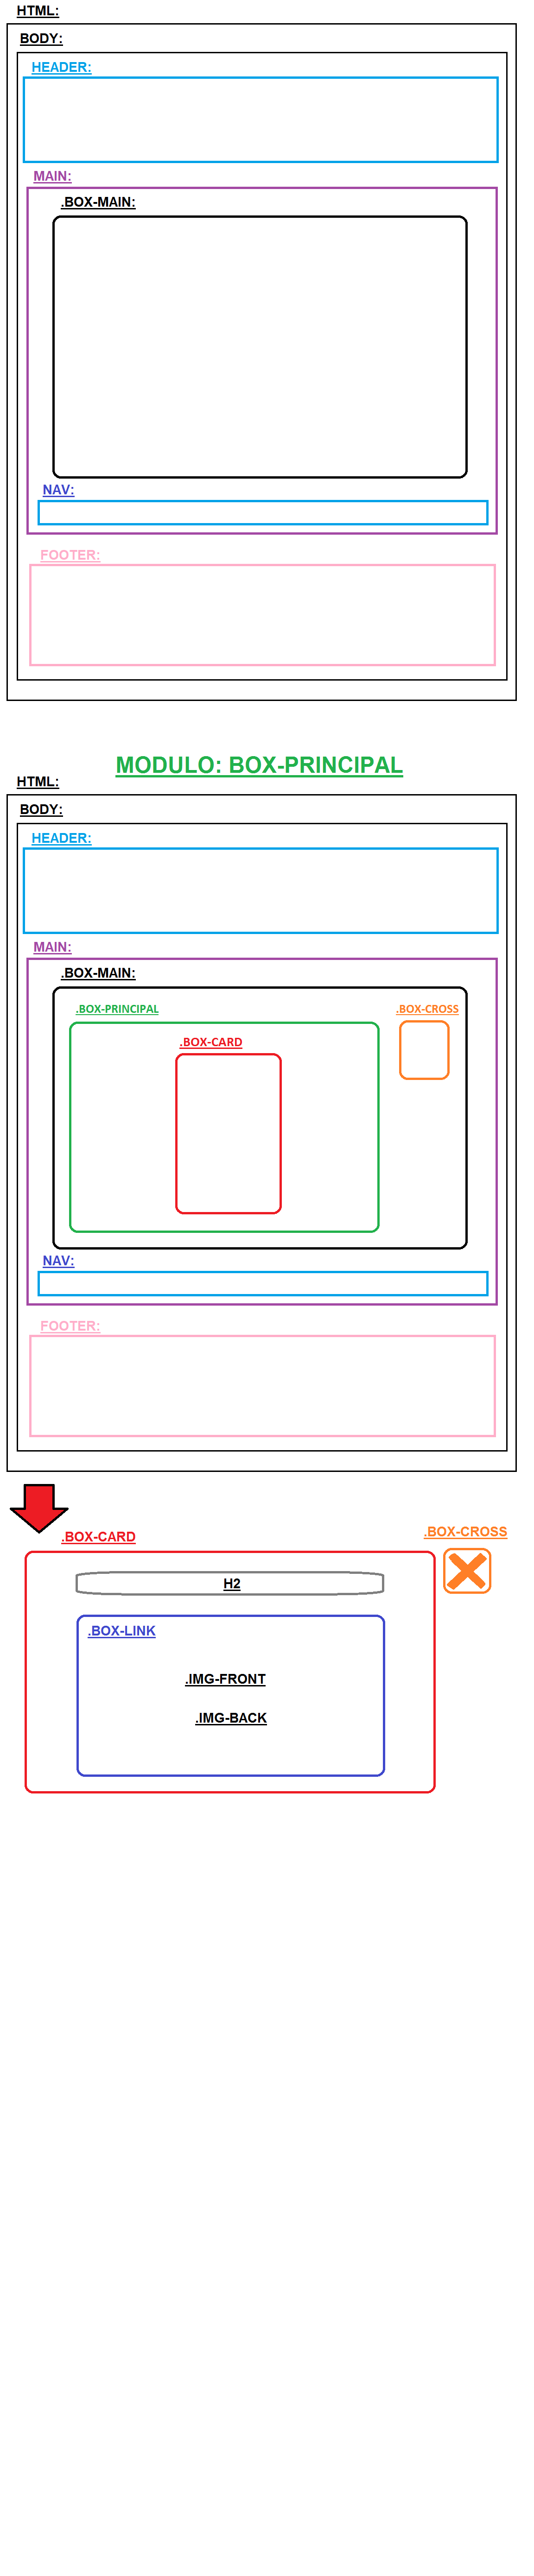 HTML:
BODY:
HEADER:
MAIN:
.BOX-MAIN:
NAV:
FOOTER:
MODULO: BOX-PRINCIPAL
HTML:
BODY:
HEADER:
MAIN:
.BOX-MAIN:
.BOX-PRINCIPAL
.BOX-CROSS
.BOX-CARD
NAV:
FOOTER:
.BOX-CARD
.BOX-CROSS
H2
.BOX-LINK
.IMG-FRONT
.IMG-BACK